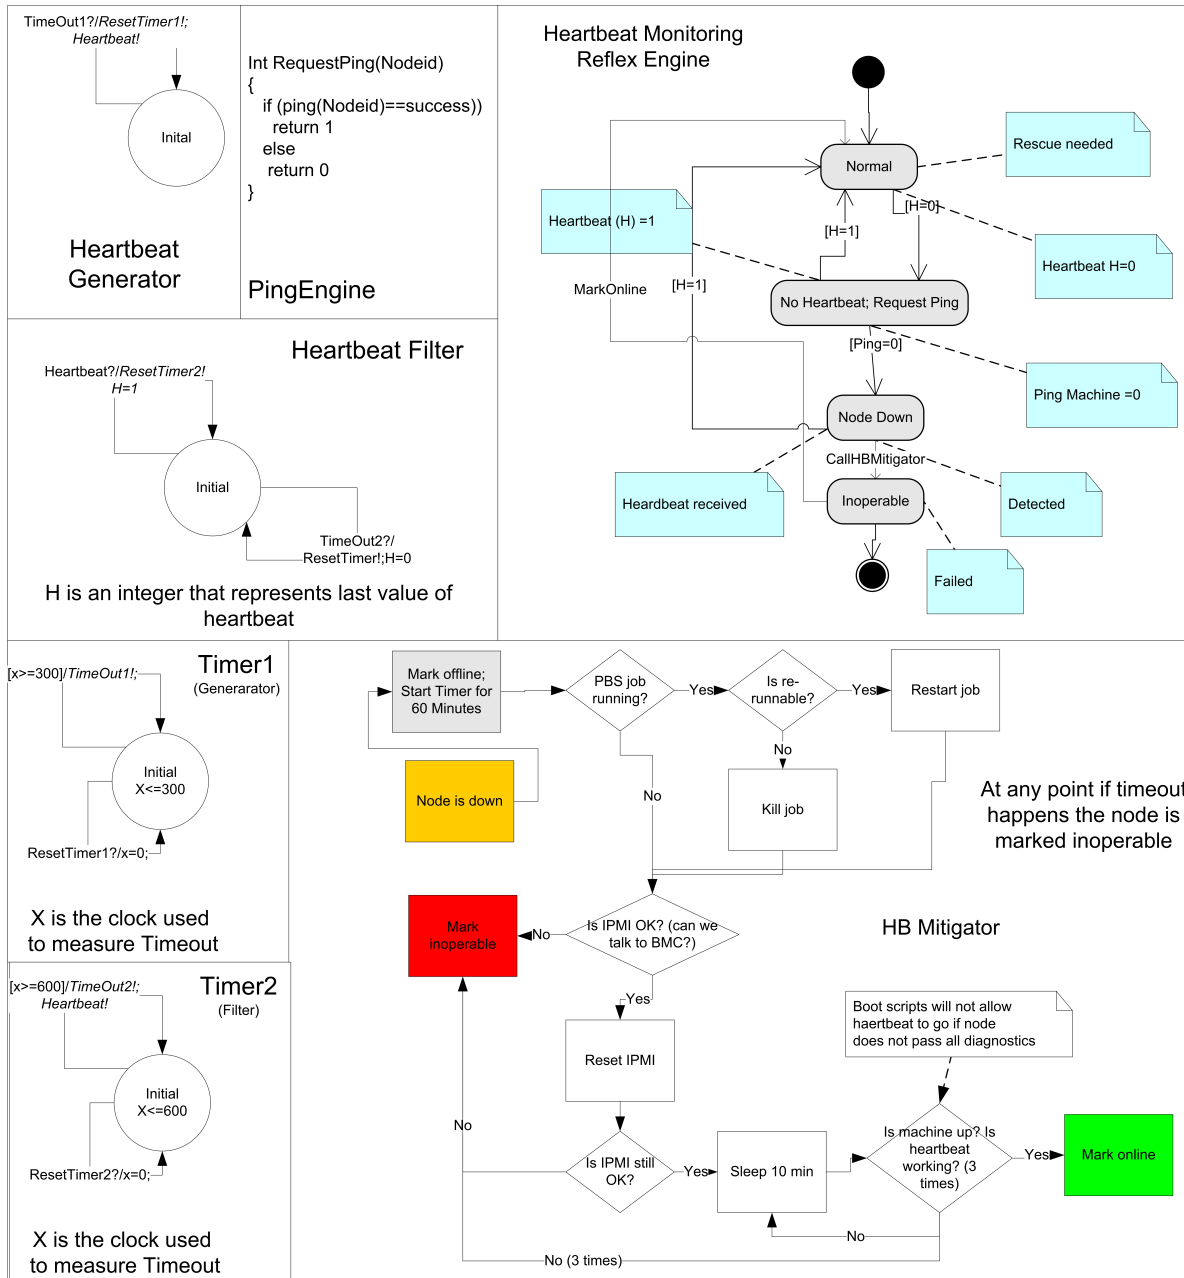 TimeOut1?/ResetTimer1!;
Heartbeat!
Inital
Heartbeat
Generator
Int RequestPing(Nodeid)
{
if (ping(Nodeid)==success))
return 1
else
return 0
}
PingEngine
Heartbeat Filter
Heartbeat?/ResetTimer2!
H=1
Initial
TimeOut2?/
ResetTimer!;H=0
H is an integer that represents last value of
heartbeat
Heartbeat Monitoring
Reflex Engine
Normal
Rescue needed
[H=0]
Heartbeat (H) =1
[H=1]
Heartbeat H=0
MarkOnline
[H=1]
No Heartbeat; Request Ping
[Ping=0]
Ping Machine =0
Node Down
CallHBMitigator
Heardbeat received
Inoperable
Detected
Failed
Timer1
(Generarator)
[x>=300]/TimeOut1!;
Initial
X<=300
ResetTimer1?/x=0;
X is the clock used
to measure Timeout
Timer2
(Filter)
[x>=600]/TimeOut2!;
Heartbeat!
Initial
X<=600
ResetTimer2?/x=0;
X is the clock used
to measure Timeout
Mark offline;
Start Timer for
60 Minutes
PBS job
running?
Yes
Is re-
runnable?
Yes
Restart job
No
Node is down
No
Kill job
At any point if timeout
happens the node is
marked inoperable
Mark
inoperable
No
Is IPMI OK? (can we
talk to BMC?)
HB Mitigator
Yes
Reset IPMI
Boot scripts will not allow
haertbeat to go if node
does not pass all diagnostics
No
Is IPMI still
OK?
Yes
Sleep 10 min
Is machine up? Is
heartbeat
working? (3
times)
Yes
Mark online
No
No (3 times)